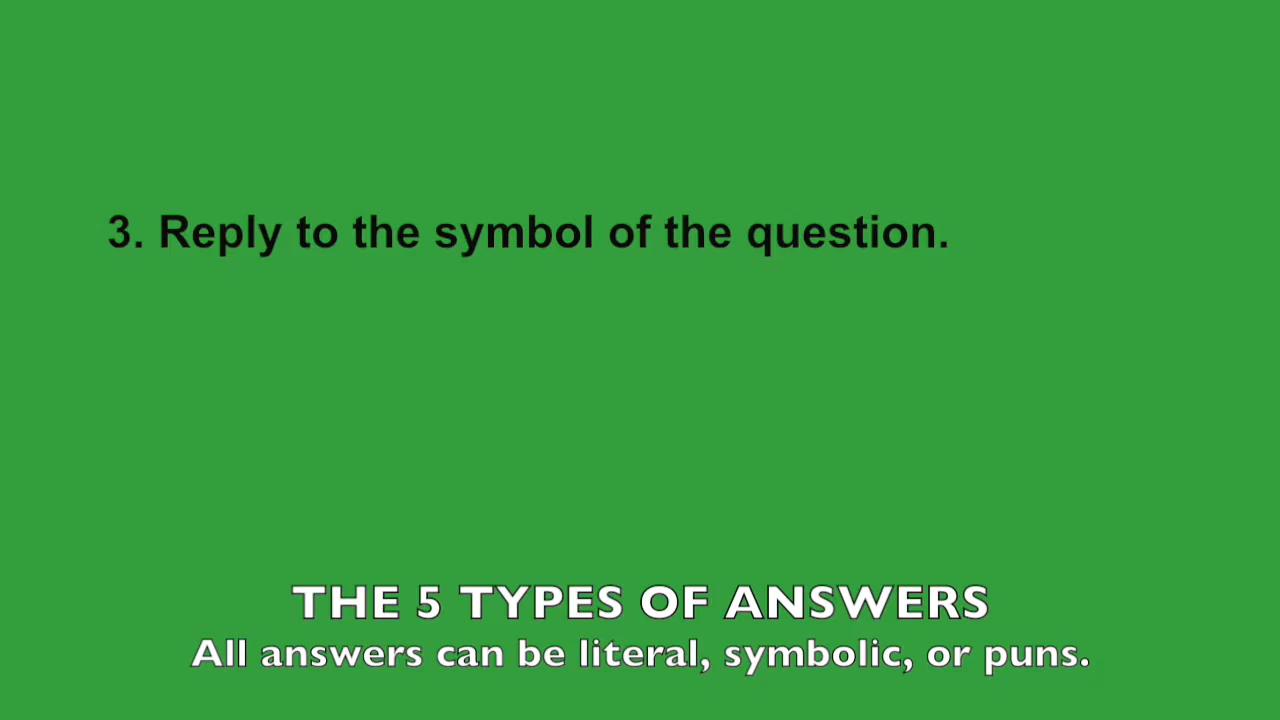 3. Reply to the symbol of the question.
THE 5 TYPES OF ANSWERS
All answers can be literal, symbolic, or puns.